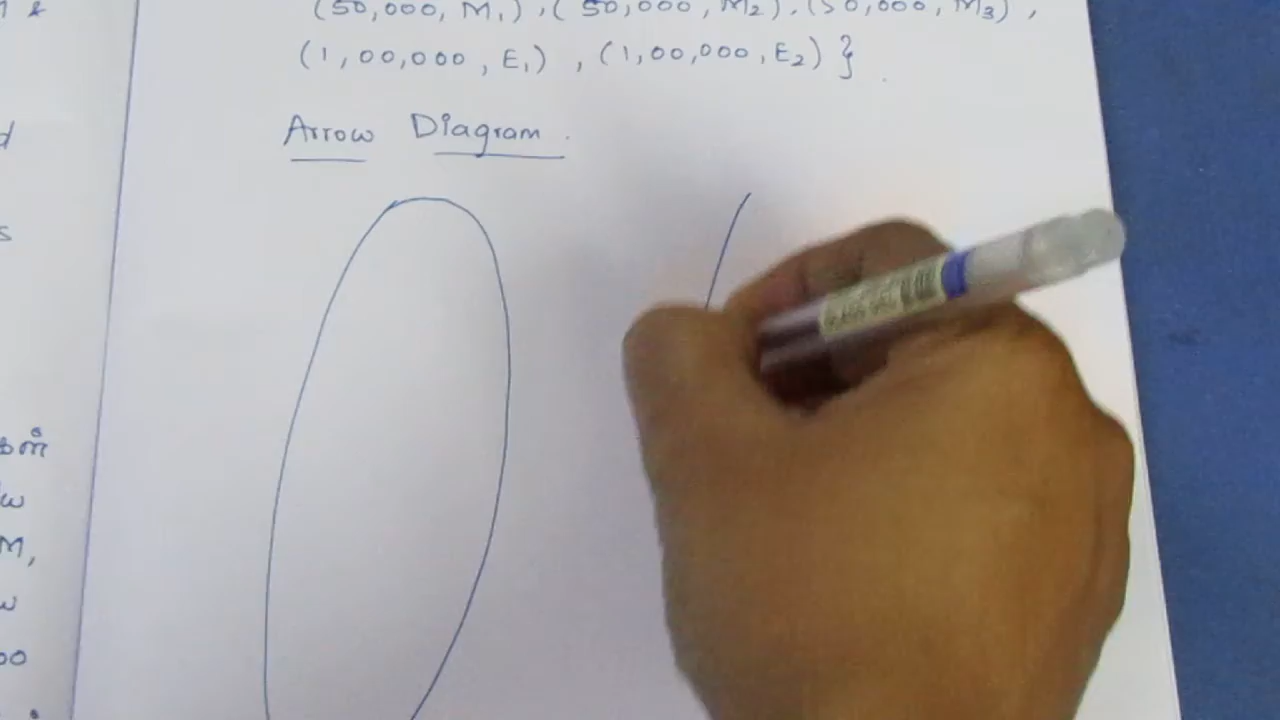 (50,000, M₁), (50,000, M₂), (50,000, M₃),
(1,00,000, E₁), (1,00,000, E₂) }
Arrow Diagram.
M,